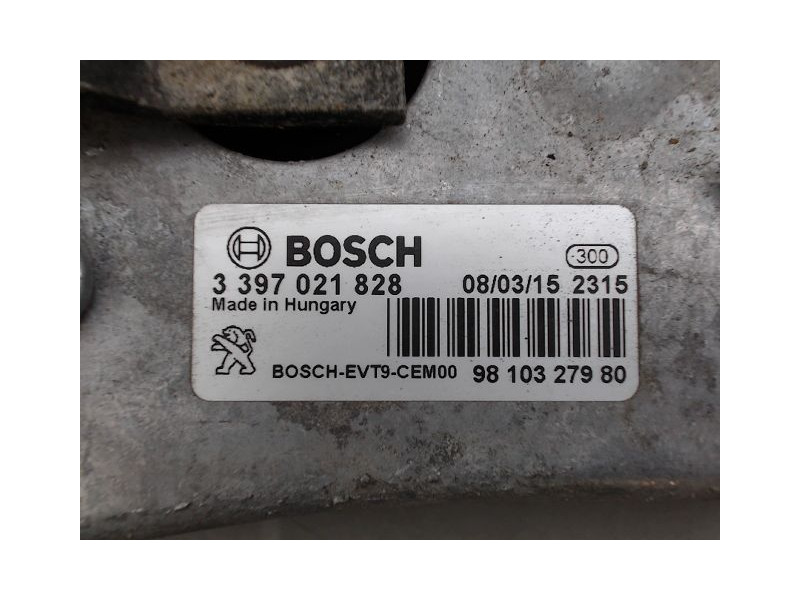 BOSCH
300
3 397 021 828 08/03/15 2315
Made in Hungary
BOSCH-EVT9-CEM00 98 103 279 80